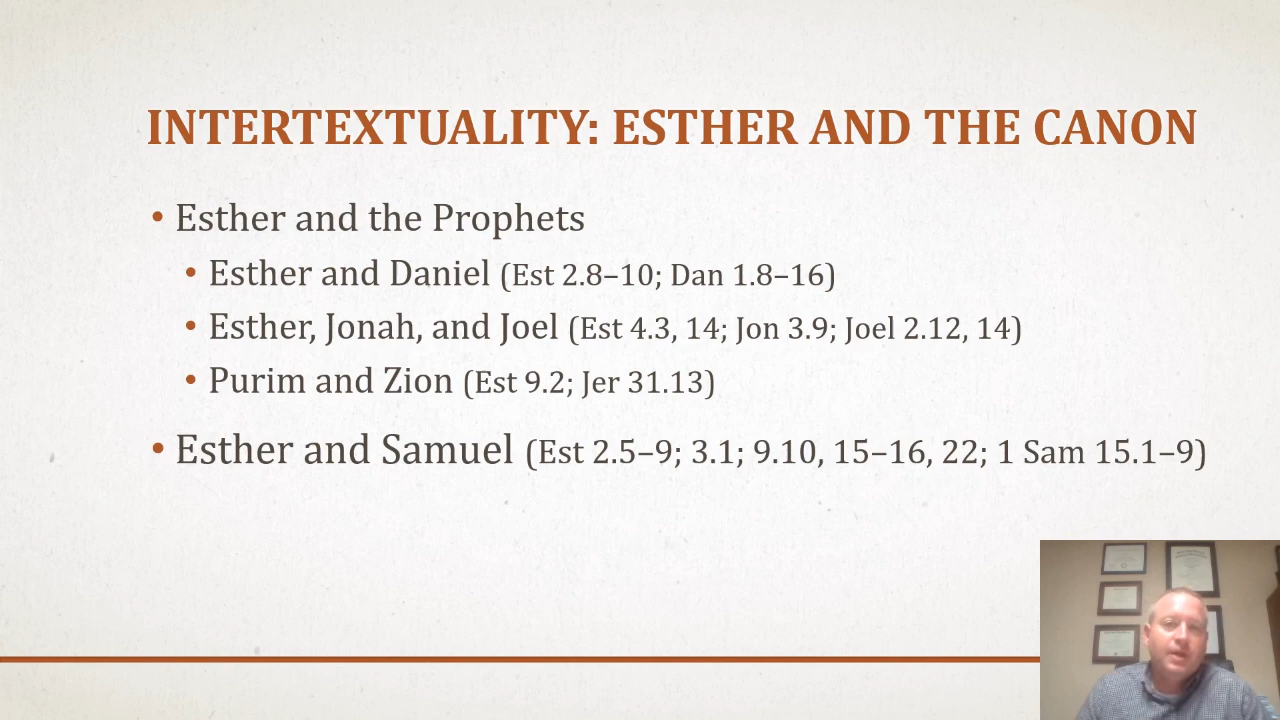 INTERTEXTUALITY: ESTHER AND THE CANON
• Esther and the Prophets
• Esther and Daniel (Est 2.8–10; Dan 1.8–16)
• Esther, Jonah, and Joel (Est 4.3, 14; Jon 3.9; Joel 2.12, 14)
• Purim and Zion (Est 9.2; Jer 31.13)
• Esther and Samuel (Est 2.5–9; 3.1; 9.10, 15–16, 22; 1 Sam 15.1–9)